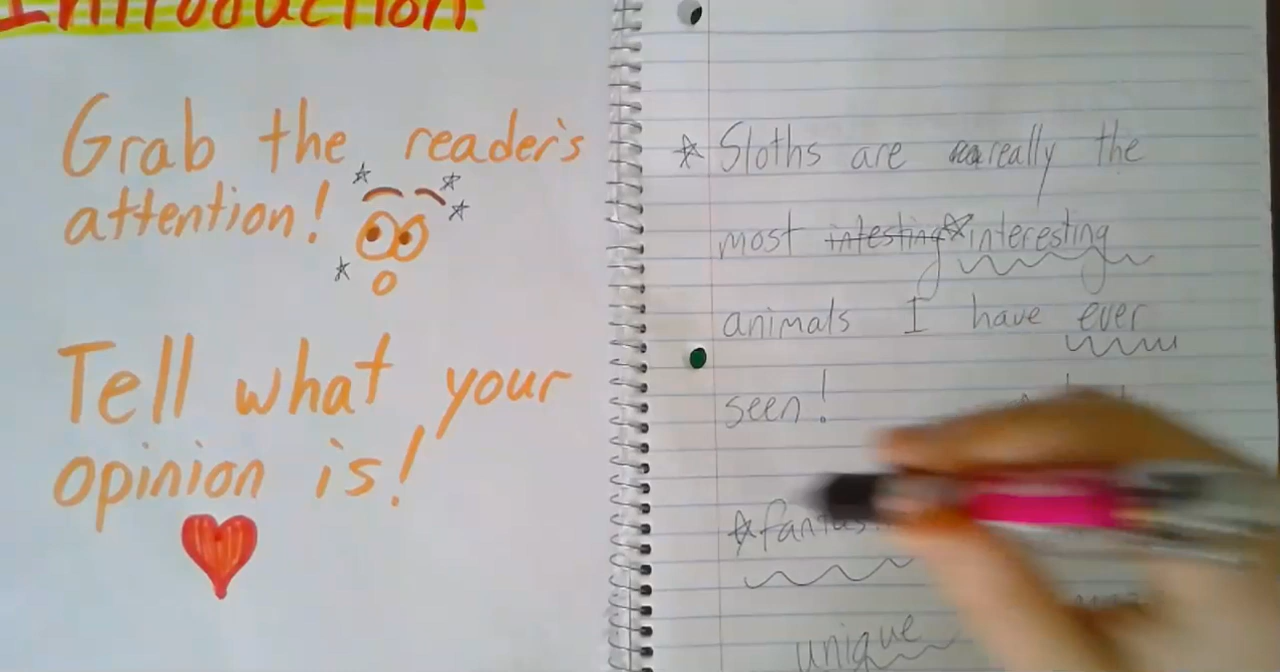 Introduction
Grab the reader's
attention!
Tell what your
opinion is!
Sloths are really the
most intesting interesting
animals I have ever
seen!
unique